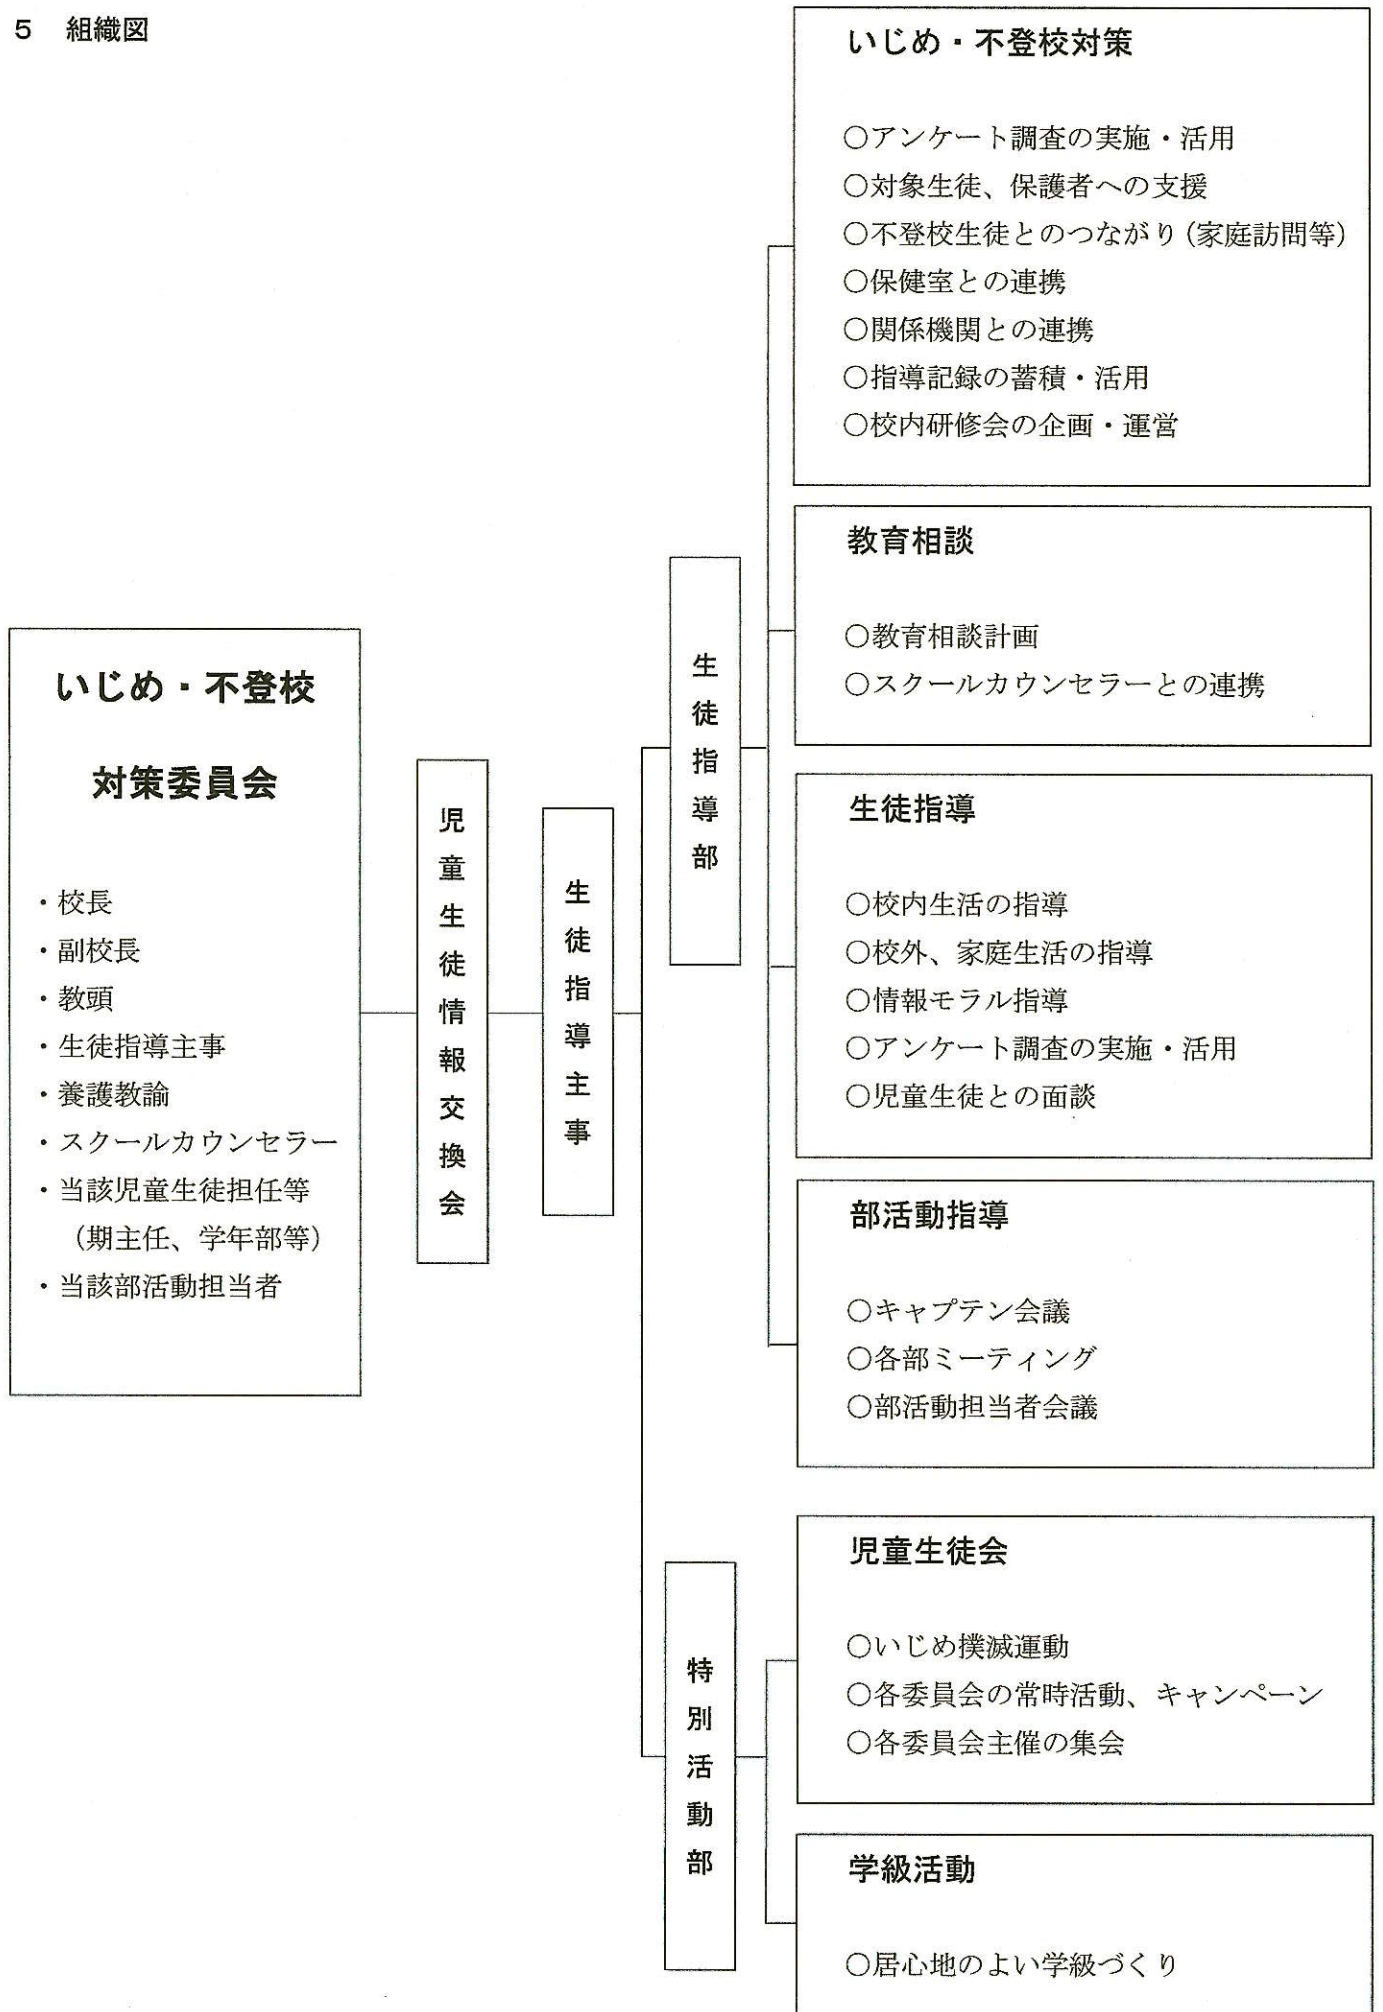 5 組織図
いじめ・不登校
対策委員会
・校長
・副校長
・教頭
・生徒指導主事
・養護教諭
・スクールカウンセラー
・当該児童生徒担任等
（期主任、学年部等）
・当該部活動担当者
児童生徒情報交換会
生徒指導主事
生徒指導部
いじめ・不登校対策
○アンケート調査の実施・活用
○対象生徒、保護者への支援
○不登校生徒とのつながり（家庭訪問等）
○保健室との連携
○関係機関との連携
○指導記録の蓄積・活用
○校内研修会の企画・運営
教育相談
○教育相談計画
○スクールカウンセラーとの連携
生徒指導
○校内生活の指導
○校外、家庭生活の指導
○情報モラル指導
○アンケート調査の実施・活用
○児童生徒との面談
部活動指導
○キャプテン会議
○各部ミーティング
○部活動担当者会議
特別活動部
児童生徒会
○いじめ撲滅運動
○各委員会の常時活動、キャンペーン
○各委員会主催の集会
学級活動
○居心地のよい学級づくり